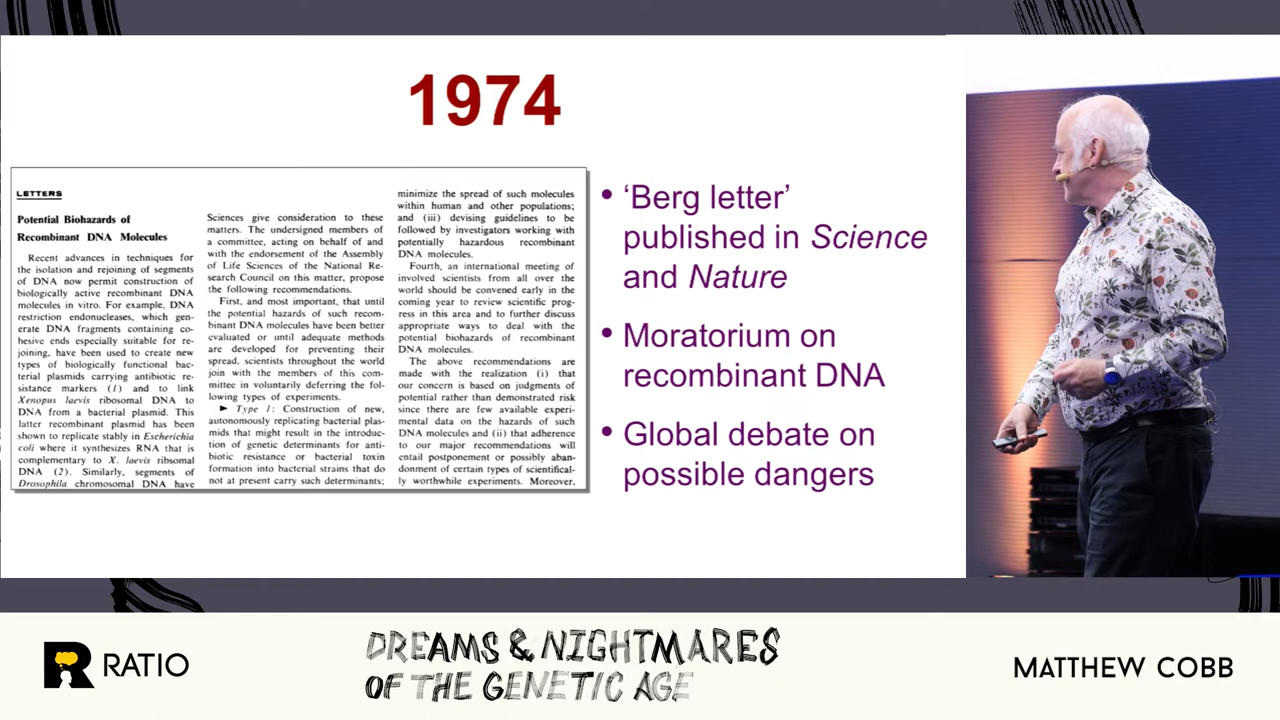 1974
LETTERS
Potential Biohazards of
Recombinant DNA Molecules
Recent advances in techniques for
the isolation and rejoining of segments
of DNA now permit construction of
biologically active recombinant DNA
molecules in vitro. For example, DNA
restriction endonucleases, which gen-
erate DNA fragments containing co-
hesive ends especially suitable for re-
joining, have been used to create new
types of biologically functional bac-
terial plasmids carrying antibiotic re-
sistance markers (1) and to link
Xenopus laevis ribosomal DNA to
DNA from a bacterial plasmid. This
latter recombinant plasmid has been
shown to replicate stably in Escherichia
coli where it synthesizes RNA that is
complementary to X. laevis ribosomal
DNA (2). Similarly, segments of
Drosophila chromosomal DNA have
Sciences give consideration to these
matters. The undersigned members of
a committee, acting on behalf of and
with the endorsement of the Assembly
of Life Sciences of the National Re-
search Council on this matter, propose
the following recommendations.
First, and most important, that until
the potential hazards of such recom-
binant DNA molecules have been better
evaluated or until adequate methods
are developed for preventing their
spread, scientists throughout the world
join with the members of this com-
mittee in voluntarily deferring the fol-
lowing types of experiments.
► Type 1: Construction of new,
autonomously replicating bacterial plas-
mids that might result in the introduc-
tion of genetic determinants for anti-
biotic resistance or bacterial toxin
formation into bacterial strains that do
not at present carry such determinants;
minimize the spread of such molecules
within human and other populations;
and (iii) devising guidelines to be
followed by investigators working with
potentially hazardous recombinant
DNA molecules.
Fourth, an international meeting of
involved scientists from all over the
world should be convened early in the
coming year to review scientific prog-
ress in this area and to further discuss
appropriate ways to deal with the
potential biohazards of recombinant
DNA molecules.
The above recommendations are
made with the realization (i) that
our concern is based on judgments of
potential rather than demonstrated risk
since there are few available experi-
mental data on the hazards of such
DNA molecules and (ii) that adherence
to our major recommendations will
entail postponement or possibly aban-
donment of certain types of scientifical-
ly worthwhile experiments. Moreover,
• ‘Berg letter’
published in Science
and Nature
• Moratorium on
recombinant DNA
• Global debate on
possible dangers
RATIO
DREAMS & NIGHTMARES
OF THE GENETIC AGE
MATTHEW COBB